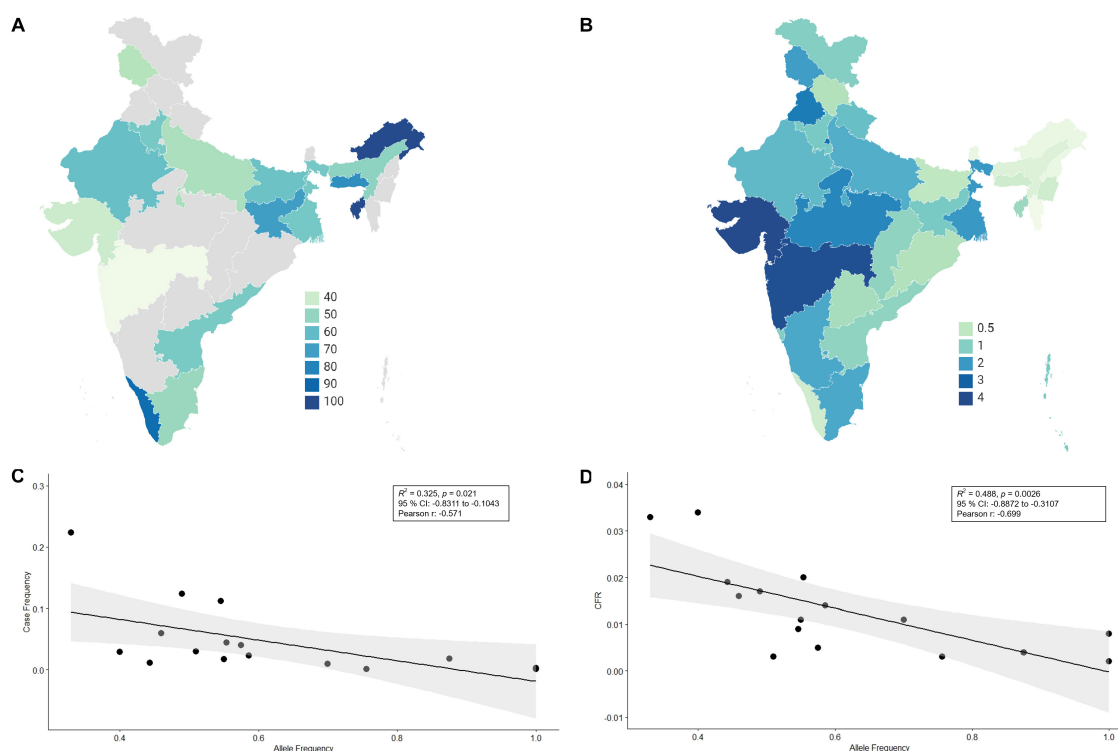 A
B
40
50
60
70
80
90
100
0.5
1
2
3
4
C
D
R² = 0.325, p = 0.021
95 % CI: -0.8311 to -0.1043
Pearson r: -0.571
0.3
0.2
0.1
0.0
Case Frequency
0.4
0.6
0.8
1.0
Allele Frequency
R² = 0.488, p = 0.0026
95 % CI: -0.8872 to -0.3107
Pearson r: -0.699
0.04
0.03
0.02
0.01
0.00
-0.01
CFR
0.4
0.6
0.8
1.0
Allele Frequency